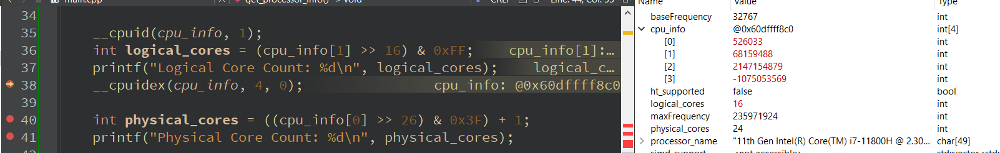 main.cpp
get_processor_info() → void
#
CRLF
Line: 44, Col: 53
34
35 __cpuid(cpu_info, 1);
36 int logical_cores = (cpu_info[1] >> 16) & 0xFF; cpu_info[1]:...
37 printf("Logical Core Count: %d\n", logical_cores); logical_c...
38 __cpuidex(cpu_info, 4, 0); cpu_info: @0x60dffff8c0
39
40 int physical_cores = ((cpu_info[0] >> 26) & 0x3F) + 1;
41 printf("Physical Core Count: %d\n", physical_cores);
Name Value Type
baseFrequency 32767 int
cpu_info @0x60dffff8c0 int[4]
[0] 526033 int
[1] 68159488 int
[2] 2147154879 int
[3] -1075053569 int
ht_supported false bool
logical_cores 16 int
maxFrequency 235971924 int
physical_cores 24 int
processor_name "11th Gen Intel(R) Core(TM) i7-11800H @ 2.30... char[49]
simd_support <not accessible>